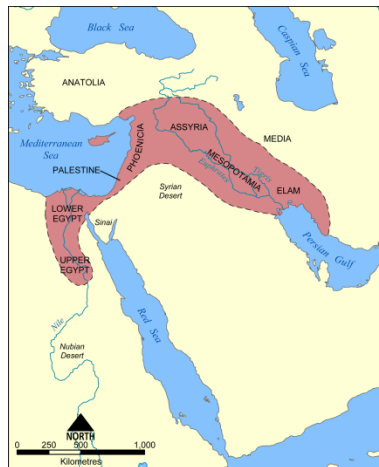 Black Sea
Caspian Sea
ANATOLIA
ASSYRIA
MEDIA
Mediterranean
Sea
PHOENICIA
MESOPOTAMIA
Tigris
Euphrates
PALESTINE
Syrian
Desert
ELAM
LOWER
EGYPT
Sinai
Persian Gulf
UPPER
EGYPT
Red Sea
Nile
Nubian
Desert
NORTH
0 250 500 1,000
Kilometres